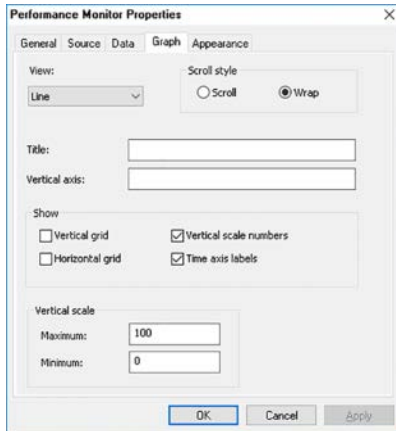 Performance Monitor Properties
General Source Data Graph Appearance
View:
Line
Scroll style
Scroll Wrap
Title:
Vertical axis:
Show
Vertical grid Vertical scale numbers
Horizontal grid Time axis labels
Vertical scale
Maximum: 100
Minimum: 0
OK Cancel Apply